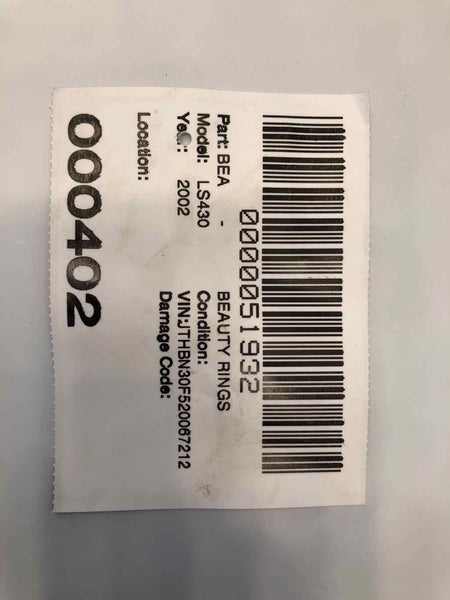 0000051932
Part: BEA - BEAUTY RINGS
Model: LS430 Condition:
Year: 2002 VIN:JTHBN30F520067212
Damage Code:
Location:
000402